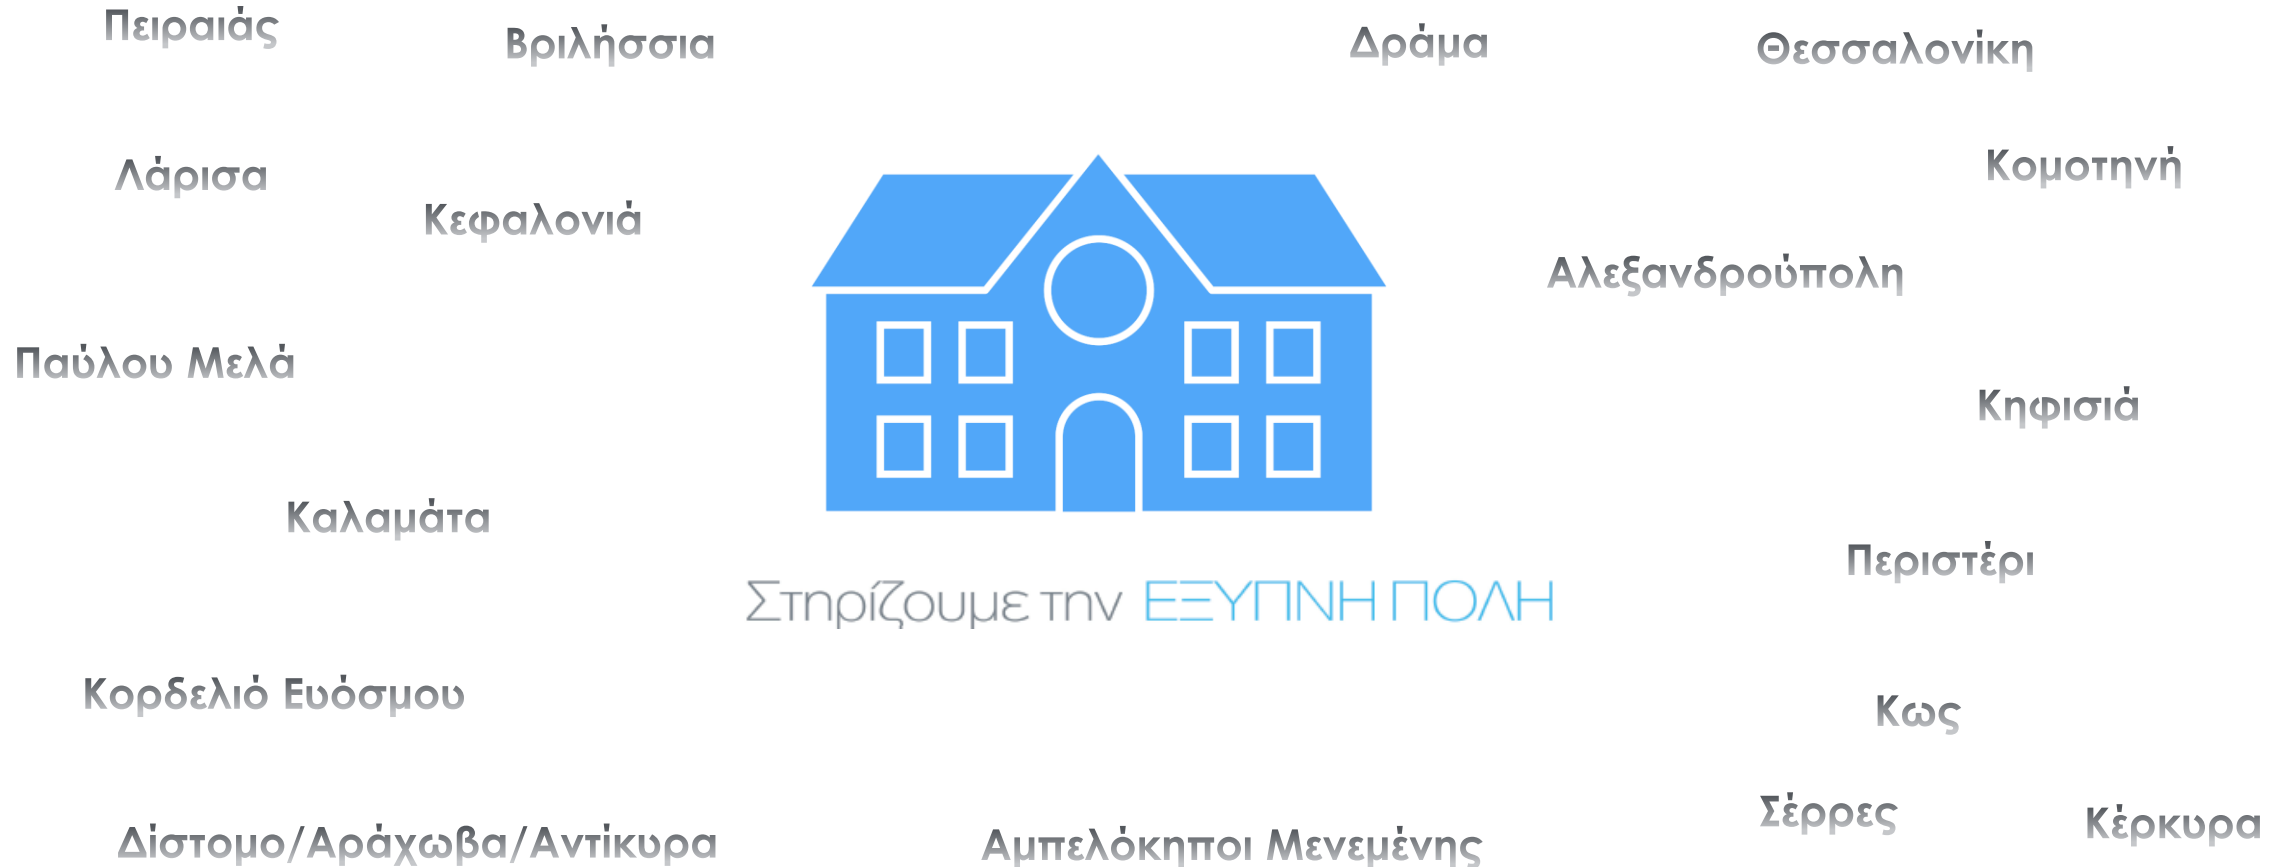 Πειραιάς
Βριλήσσια
Δράμα
Θεσσαλονίκη
Λάρισα
Κομοτηνή
Κεφαλονιά
Αλεξανδρούπολη
Παύλου Μελά
Κηφισιά
Καλαμάτα
Περιστέρι
Στηρίζουμε την ΕΞΥΠΝΗ ΠΟΛΗ
Κορδελιό Ευόσμου
Κως
Σέρρες
Κέρκυρα
Δίστομο/Αράχωβα/Αντίκυρα
Αμπελόκηποι Μενεμένης